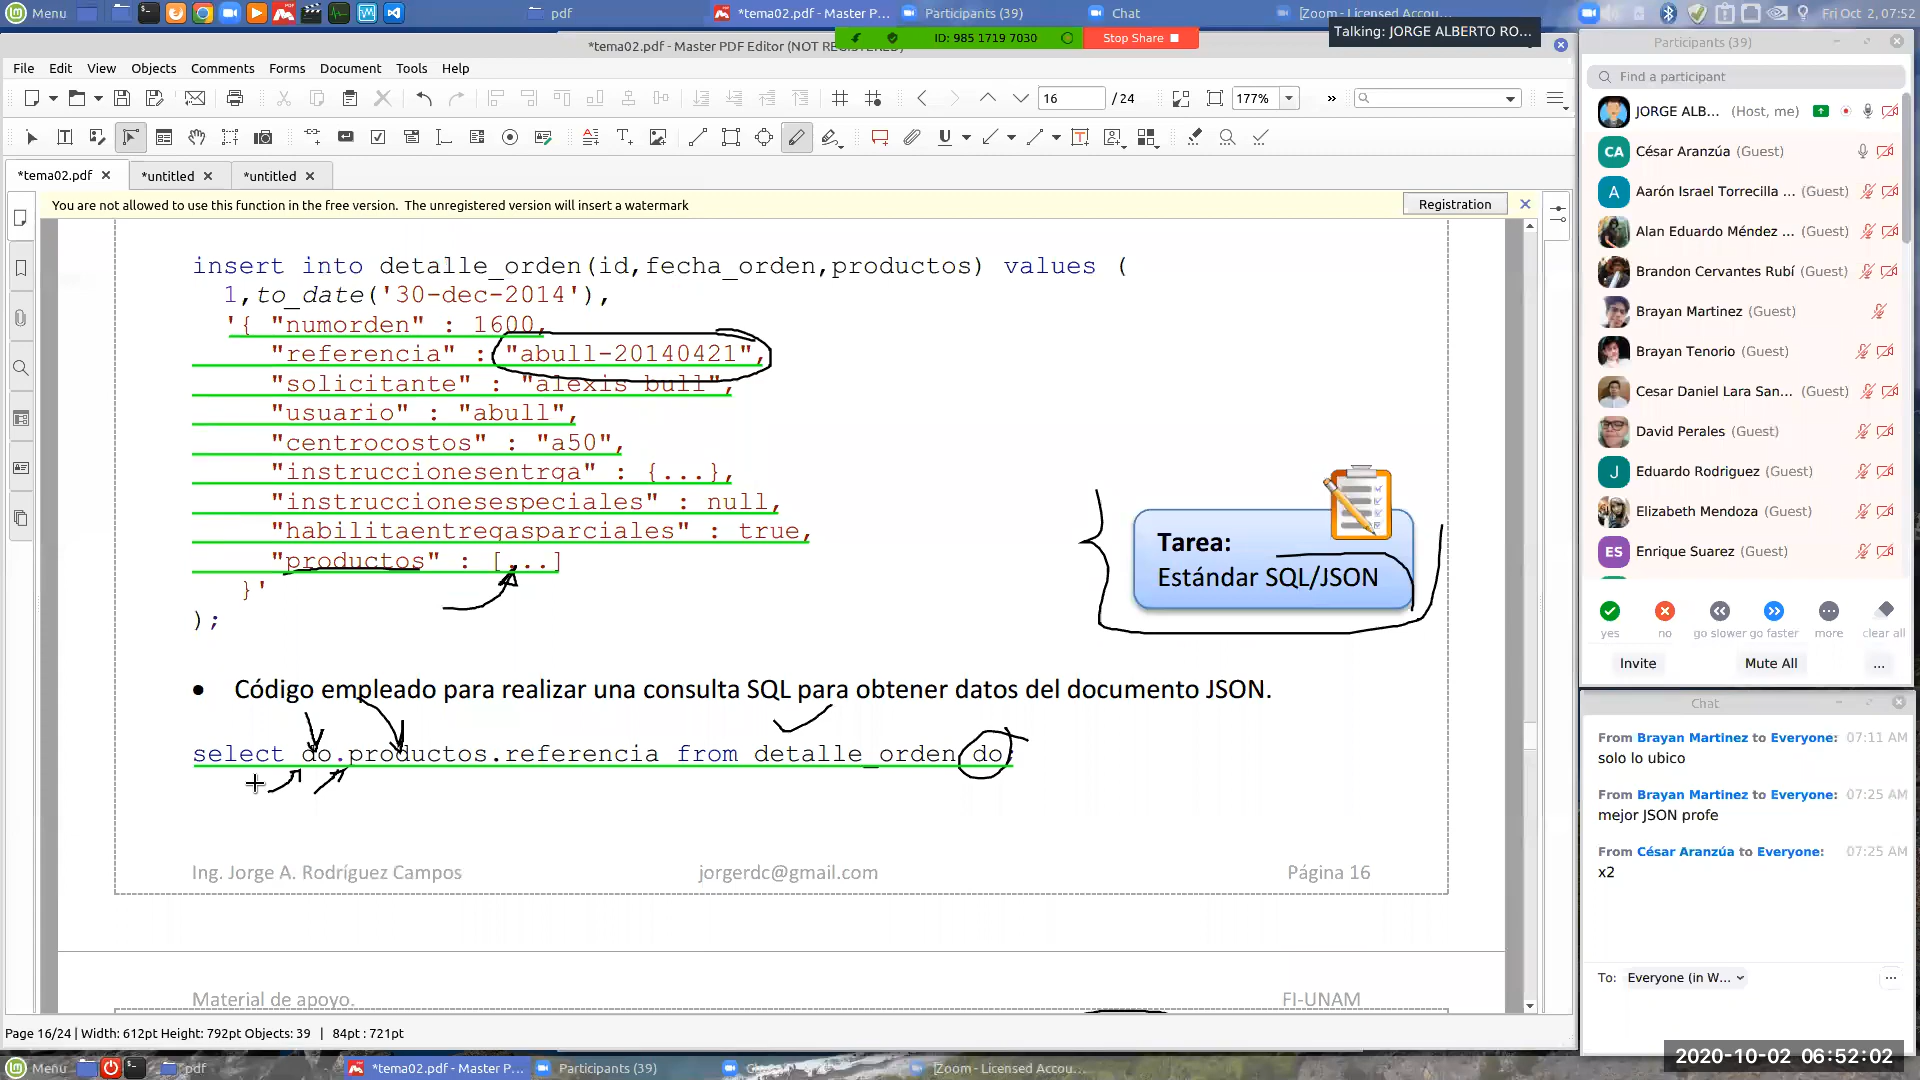 Menu
pdf
*tema02.pdf - Master P...
Participants (39)
Chat
[Zoom - Licensed Accou...
Fri Oct 2, 07:52
*tema02.pdf - Master PDF Editor (NOT REGISTERED)
ID: 985 1719 7030
Stop Share
Talking: JORGE ALBERTO RO...
File Edit View Objects Comments Forms Document Tools Help
16 / 24
177%
*tema02.pdf
*untitled
*untitled
You are not allowed to use this function in the free version. The unregistered version will insert a watermark
Registration
insert into detalle_orden(id,fecha_orden,productos) values (
1,to_date('30-dec-2014'),
'{ "numorden" : 1600,
"referencia" : "abull-20140421",
"solicitante" : "alexis bull",
"usuario" : "abull",
"centrocostos" : "a50",
"instruccionesentrga" : {...},
"instruccionesespeciales" : null,
"habilitaentregasparciales" : true,
"productos" : [...]
}'
);
Tarea:
Estándar SQL/JSON
• Código empleado para realizar una consulta SQL para obtener datos del documento JSON.
select do.productos.referencia from detalle_orden do
Ing. Jorge A. Rodríguez Campos jorgerdc@gmail.com Página 16
Material de apoyo. FI-UNAM
Page 16/24 | Width: 612pt Height: 792pt Objects: 39 | 84pt : 721pt
Participants (39)
Find a participant
JORGE ALB... (Host, me)
CA César Aranzúa (Guest)
A Aarón Israel Torrecilla ... (Guest)
Alan Eduardo Méndez ... (Guest)
Brandon Cervantes Rubí (Guest)
Brayan Martinez (Guest)
Brayan Tenorio (Guest)
Cesar Daniel Lara San... (Guest)
David Perales (Guest)
J Eduardo Rodriguez (Guest)
Elizabeth Mendoza (Guest)
ES Enrique Suarez (Guest)
yes no go slower go faster more clear all
Invite Mute All ...
Chat
From Brayan Martinez to Everyone: 07:11 AM
solo lo ubico
From Brayan Martinez to Everyone: 07:25 AM
mejor JSON profe
From César Aranzúa to Everyone: 07:25 AM
x2
To: Everyone (in W...
Menu
pdf
*tema02.pdf - Master P...
Participants (39)
[Zoom - Licensed Accou...
2020-10-02 06:52:02